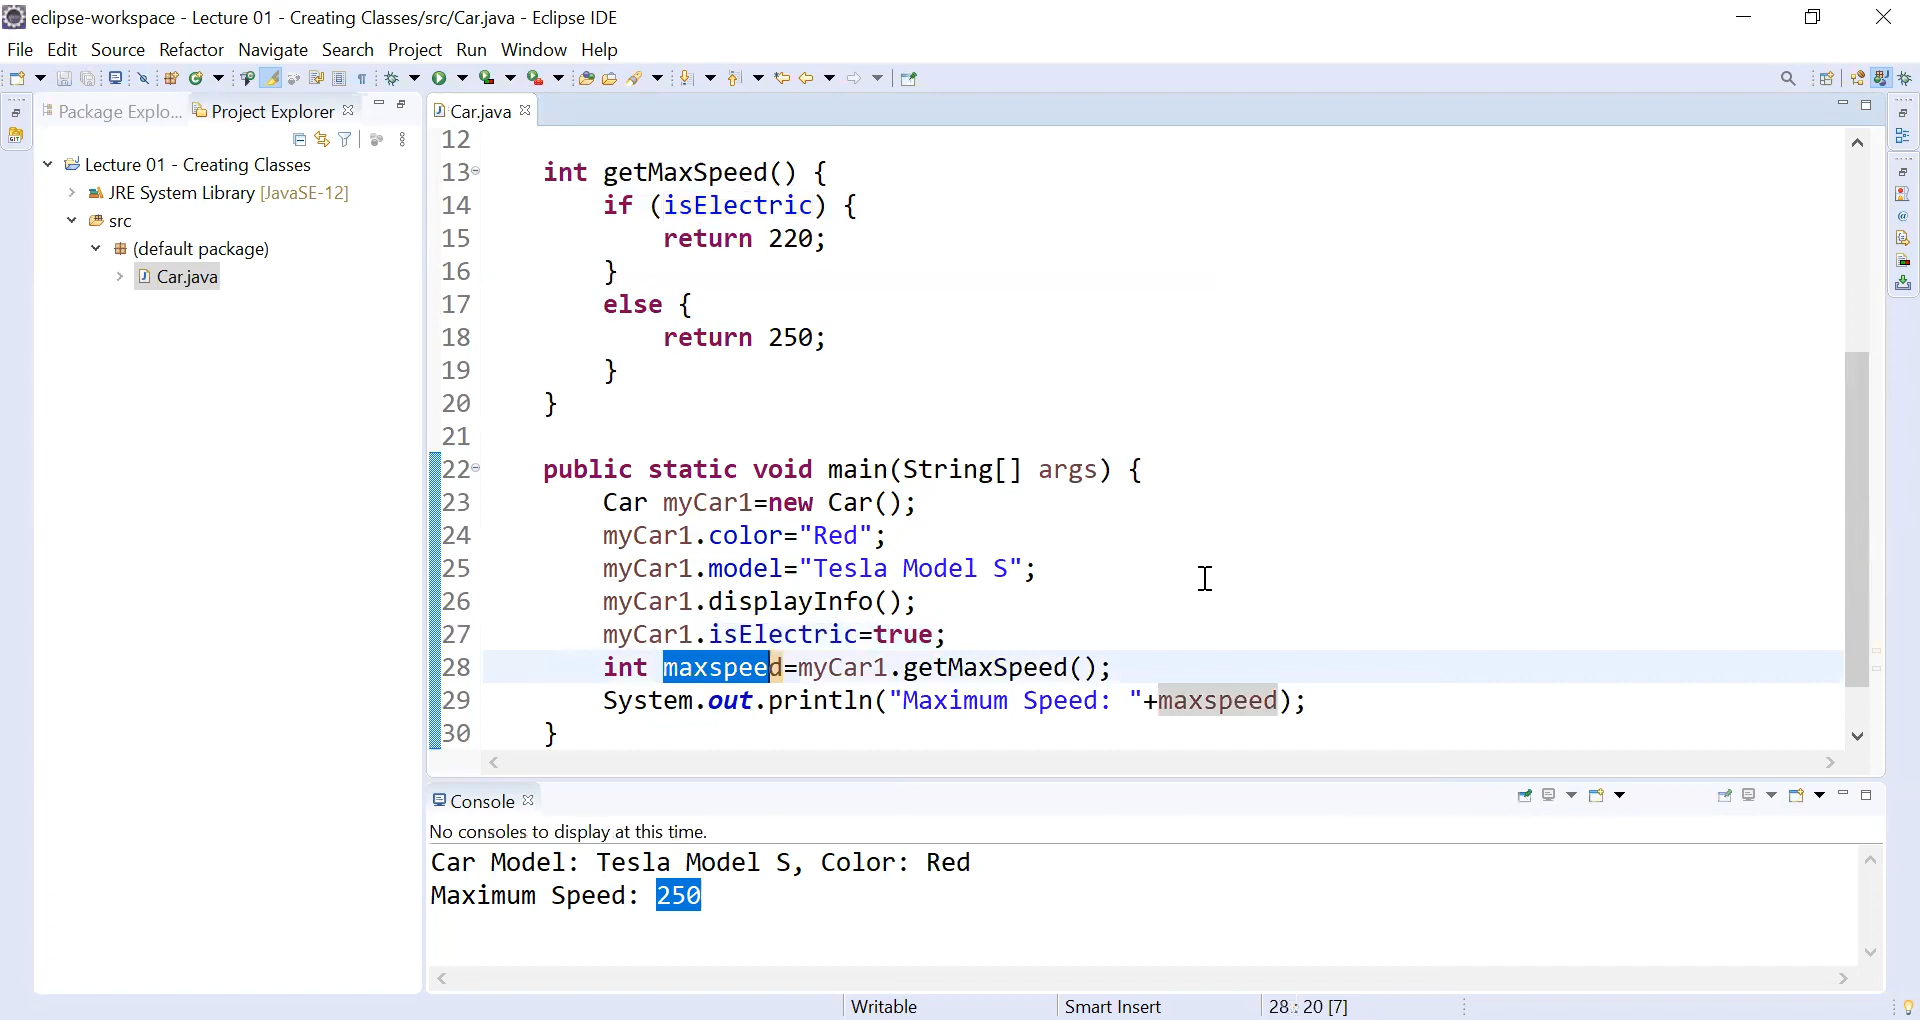 eclipse-workspace - Lecture 01 - Creating Classes/src/Car.java - Eclipse IDE
File Edit Source Refactor Navigate Search Project Run Window Help
Package Explo... Project Explorer
Lecture 01 - Creating Classes
JRE System Library [JavaSE-12]
src
(default package)
Car.java
Car.java
12
13 int getMaxSpeed() {
14 if (isElectric) {
15 return 220;
16 }
17 else {
18 return 250;
19 }
20 }
21
22 public static void main(String[] args) {
23 Car myCar1=new Car();
24 myCar1.color="Red";
25 myCar1.model="Tesla Model S";
26 myCar1.displayInfo();
27 myCar1.isElectric=true;
28 int maxspeed=myCar1.getMaxSpeed();
29 System.out.println("Maximum Speed: "+maxspeed);
30 }
Console
No consoles to display at this time.
Car Model: Tesla Model S, Color: Red
Maximum Speed: 250
Writable Smart Insert 28 : 20 [7]